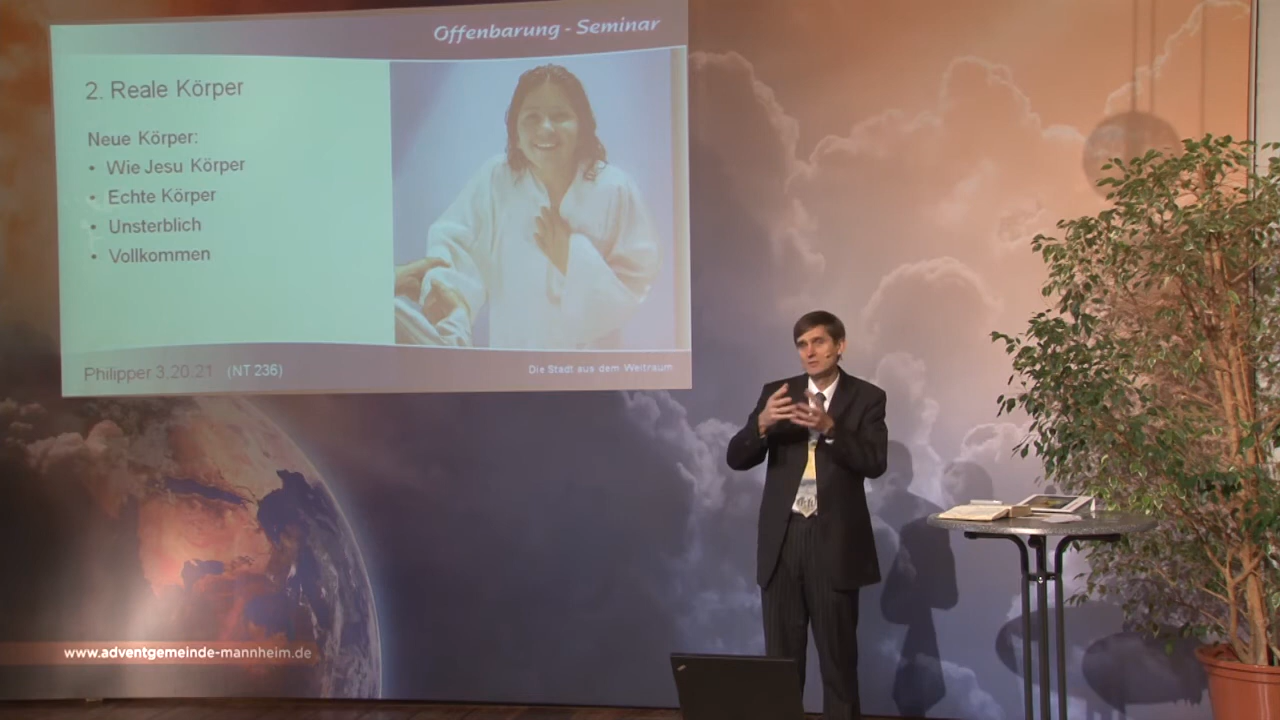 Offenbarung - Seminar
2. Reale Körper
Neue Körper:
• Wie Jesu Körper
• Echte Körper
• Unsterblich
• Vollkommen
Philipper 3,20.21 (NT 236)
Die Stadt aus dem Weltraum
www.adventgemeinde-mannheim.de